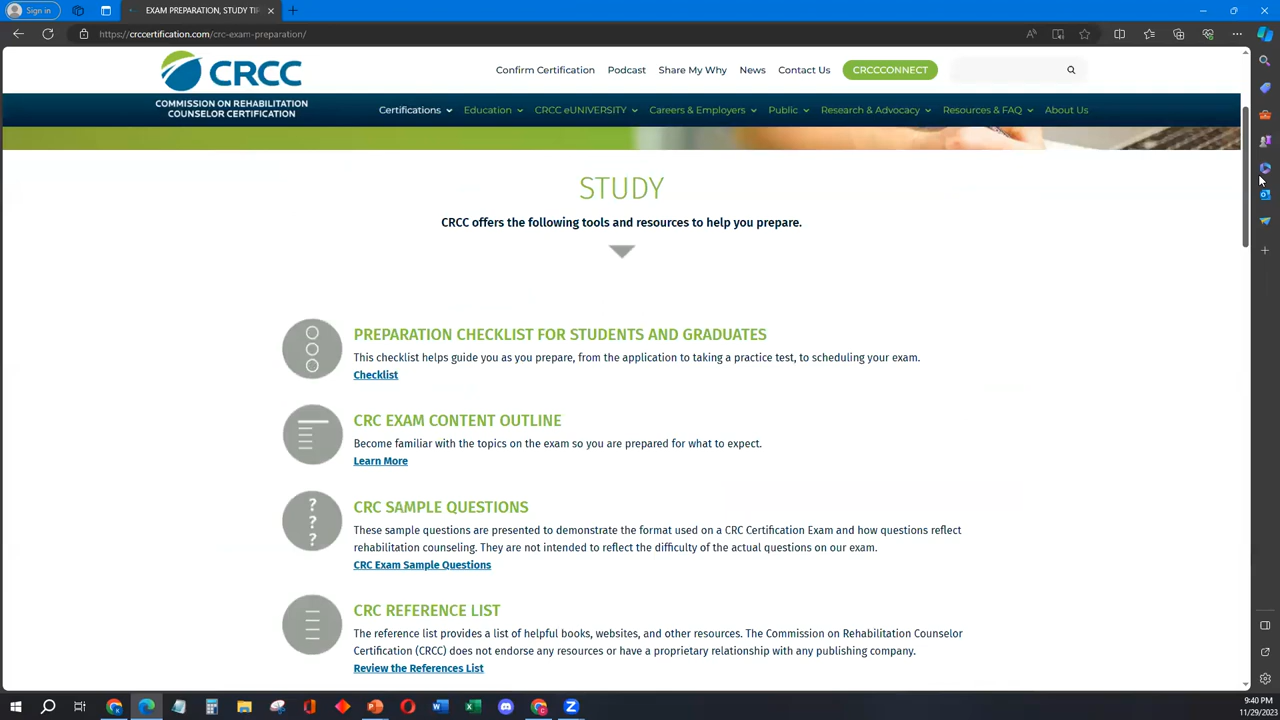 Sign in
EXAM PREPARATION, STUDY TI
https://crccertification.com/crc-exam-preparation/
CRCC
COMMISSION ON REHABILITATION
COUNSELOR CERTIFICATION
Confirm Certification Podcast Share My Why News Contact Us CRCCCONNECT
Certifications Education CRCC eUNIVERSITY Careers & Employers Public Research & Advocacy Resources & FAQ About Us
STUDY
CRCC offers the following tools and resources to help you prepare.
PREPARATION CHECKLIST FOR STUDENTS AND GRADUATES
This checklist helps guide you as you prepare, from the application to taking a practice test, to scheduling your exam.
Checklist
CRC EXAM CONTENT OUTLINE
Become familiar with the topics on the exam so you are prepared for what to expect.
Learn More
? ? ?
CRC SAMPLE QUESTIONS
These sample questions are presented to demonstrate the format used on a CRC Certification Exam and how questions reflect
rehabilitation counseling. They are not intended to reflect the difficulty of the actual questions on our exam.
CRC Exam Sample Questions
CRC REFERENCE LIST
The reference list provides a list of helpful books, websites, and other resources. The Commission on Rehabilitation Counselor
Certification (CRCC) does not endorse any resources or have a proprietary relationship with any publishing company.
Review the References List
9:40 PM
11/29/2023